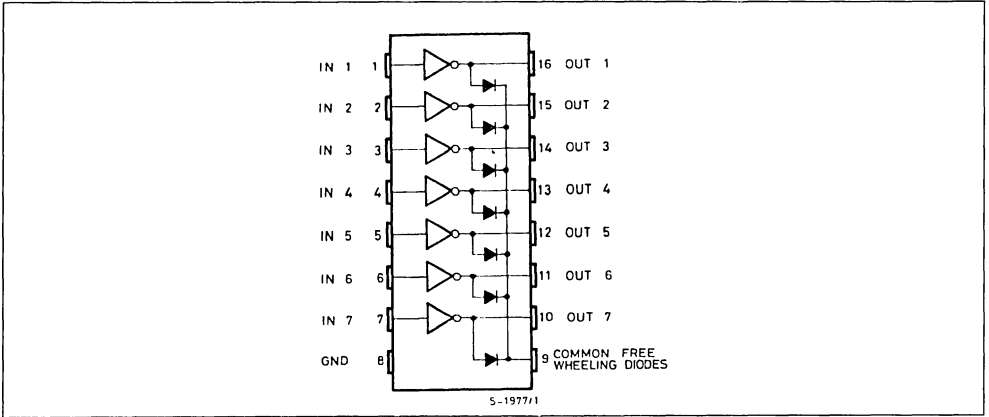 IN 1 1 16 OUT 1
IN 2 2 15 OUT 2
IN 3 3 14 OUT 3
IN 4 4 13 OUT 4
IN 5 5 12 OUT 5
IN 6 6 11 OUT 6
IN 7 7 10 OUT 7
GND 8 9 COMMON FREE
WHEELING DIODES
S-1977/1